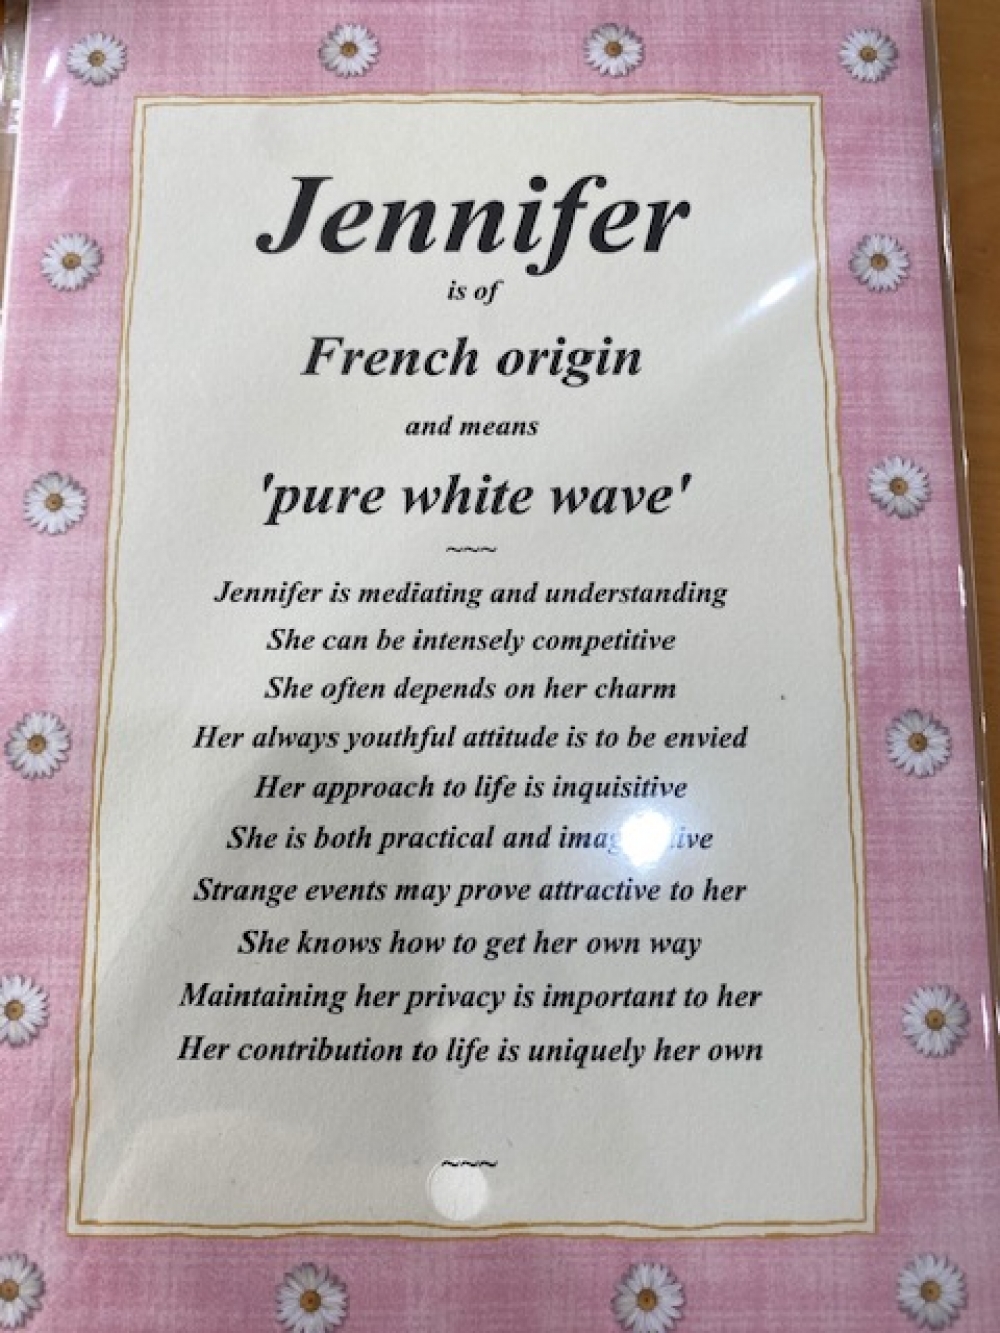 Jennifer
is of
French origin
and means
'pure white wave'
~~~
Jennifer is mediating and understanding
She can be intensely competitive
She often depends on her charm
Her always youthful attitude is to be envied
Her approach to life is inquisitive
She is both practical and imaginative
Strange events may prove attractive to her
She knows how to get her own way
Maintaining her privacy is important to her
Her contribution to life is uniquely her own
~~~